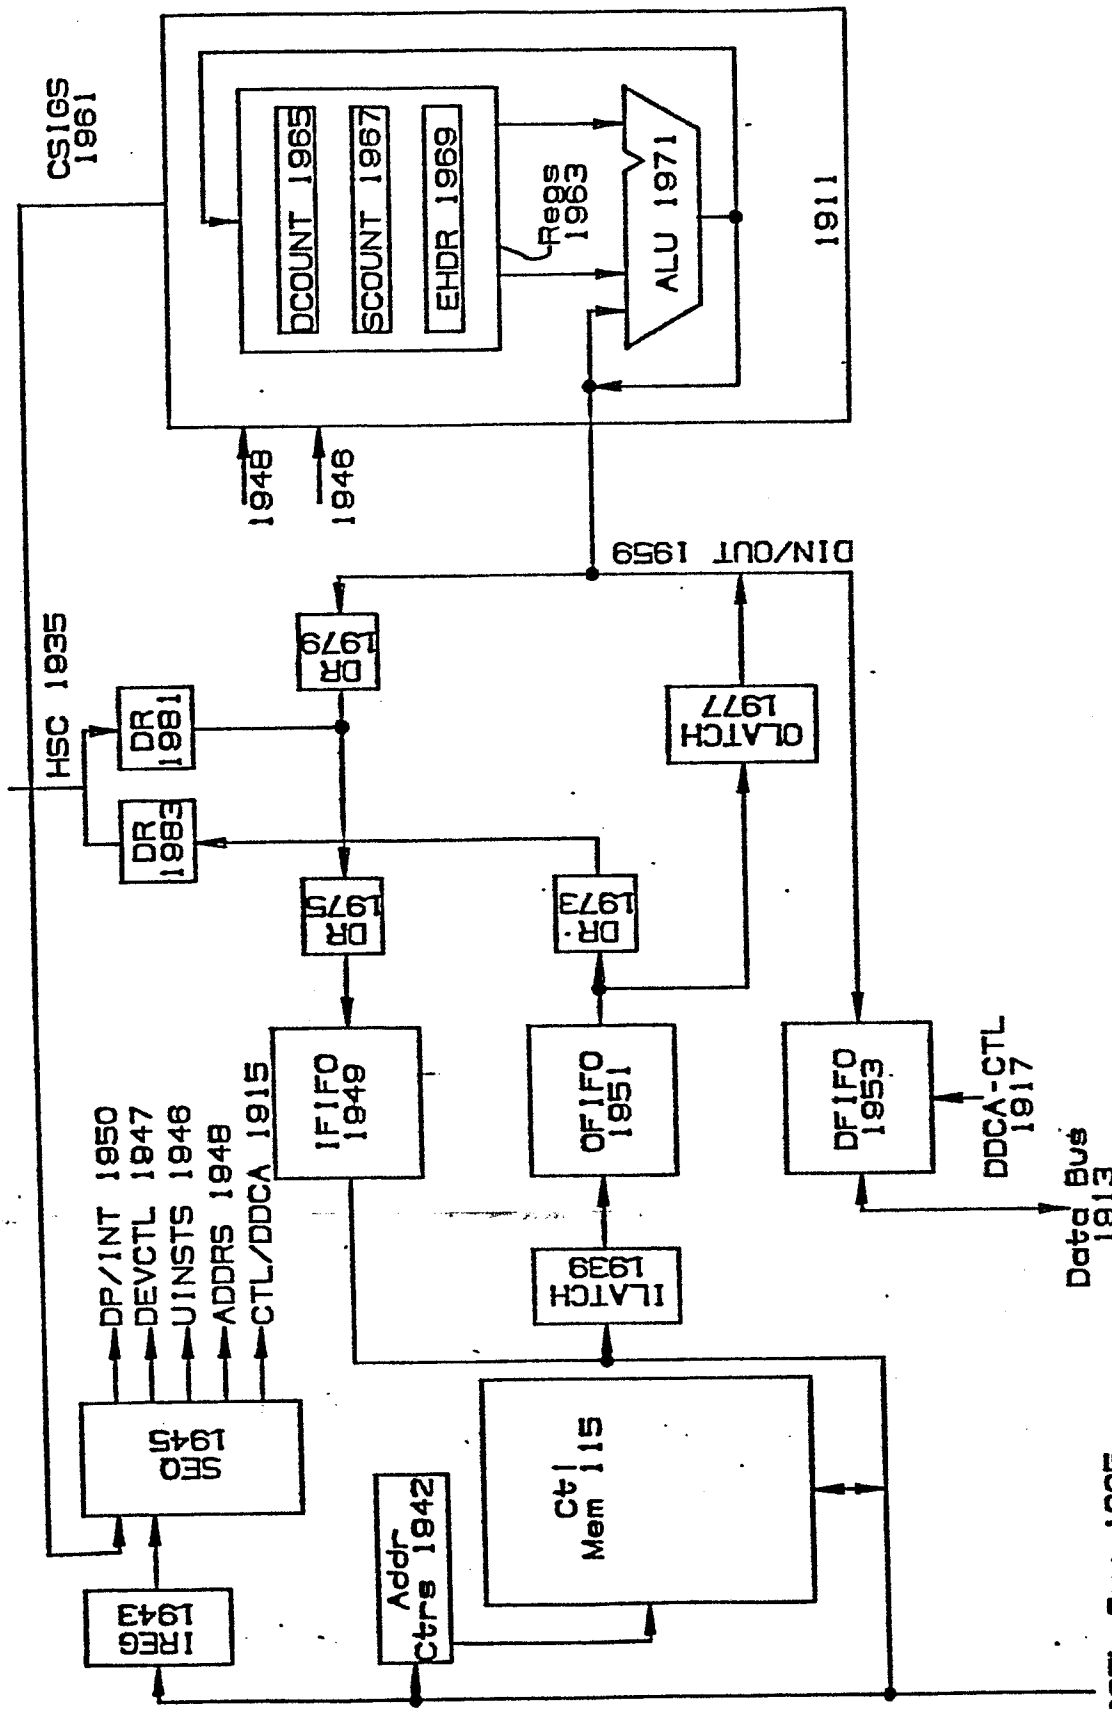 CSIGS
1961
DCOUNT 1965
SCOUNT 1967
EHDR 1969
Regs
1963
ALU 1971
1911
1948
1946
HSC 1935
DR
1981
DR
1983
DR
1979
DR
1975
DR
1973
OLATCH
1977
DIN/OUT 1959
IFIFO
1949
OFIFO
1951
DFIFO
1953
DDCA-CTL
1917
Data Bus
1913
DP/INT 1950
DEVCTL 1947
UINSTS 1946
ADDRS 1948
CTL/DDCA 1915
ILATCH
1939
SEQ
1945
IREG
1943
Addr
Ctrs 1942
Ctl
Mem 115